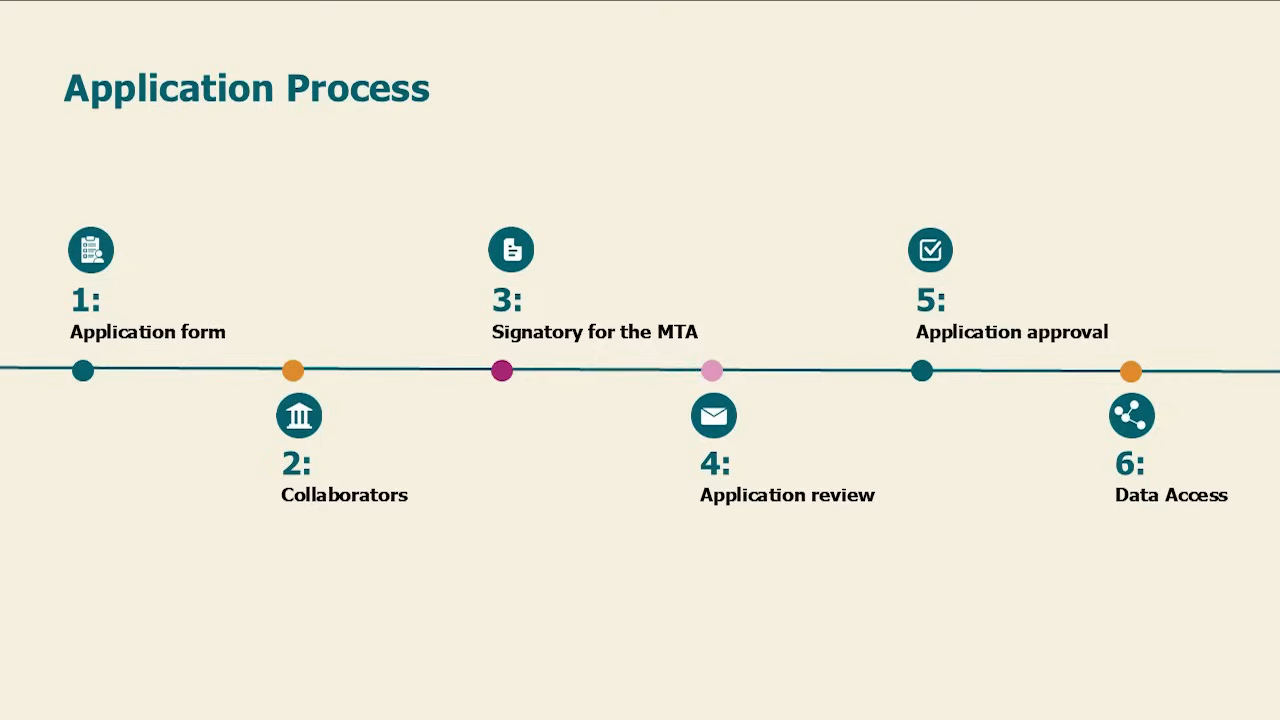 Application Process
1:
Application form
2:
Collaborators
3:
Signatory for the MTA
4:
Application review
5:
Application approval
6:
Data Access